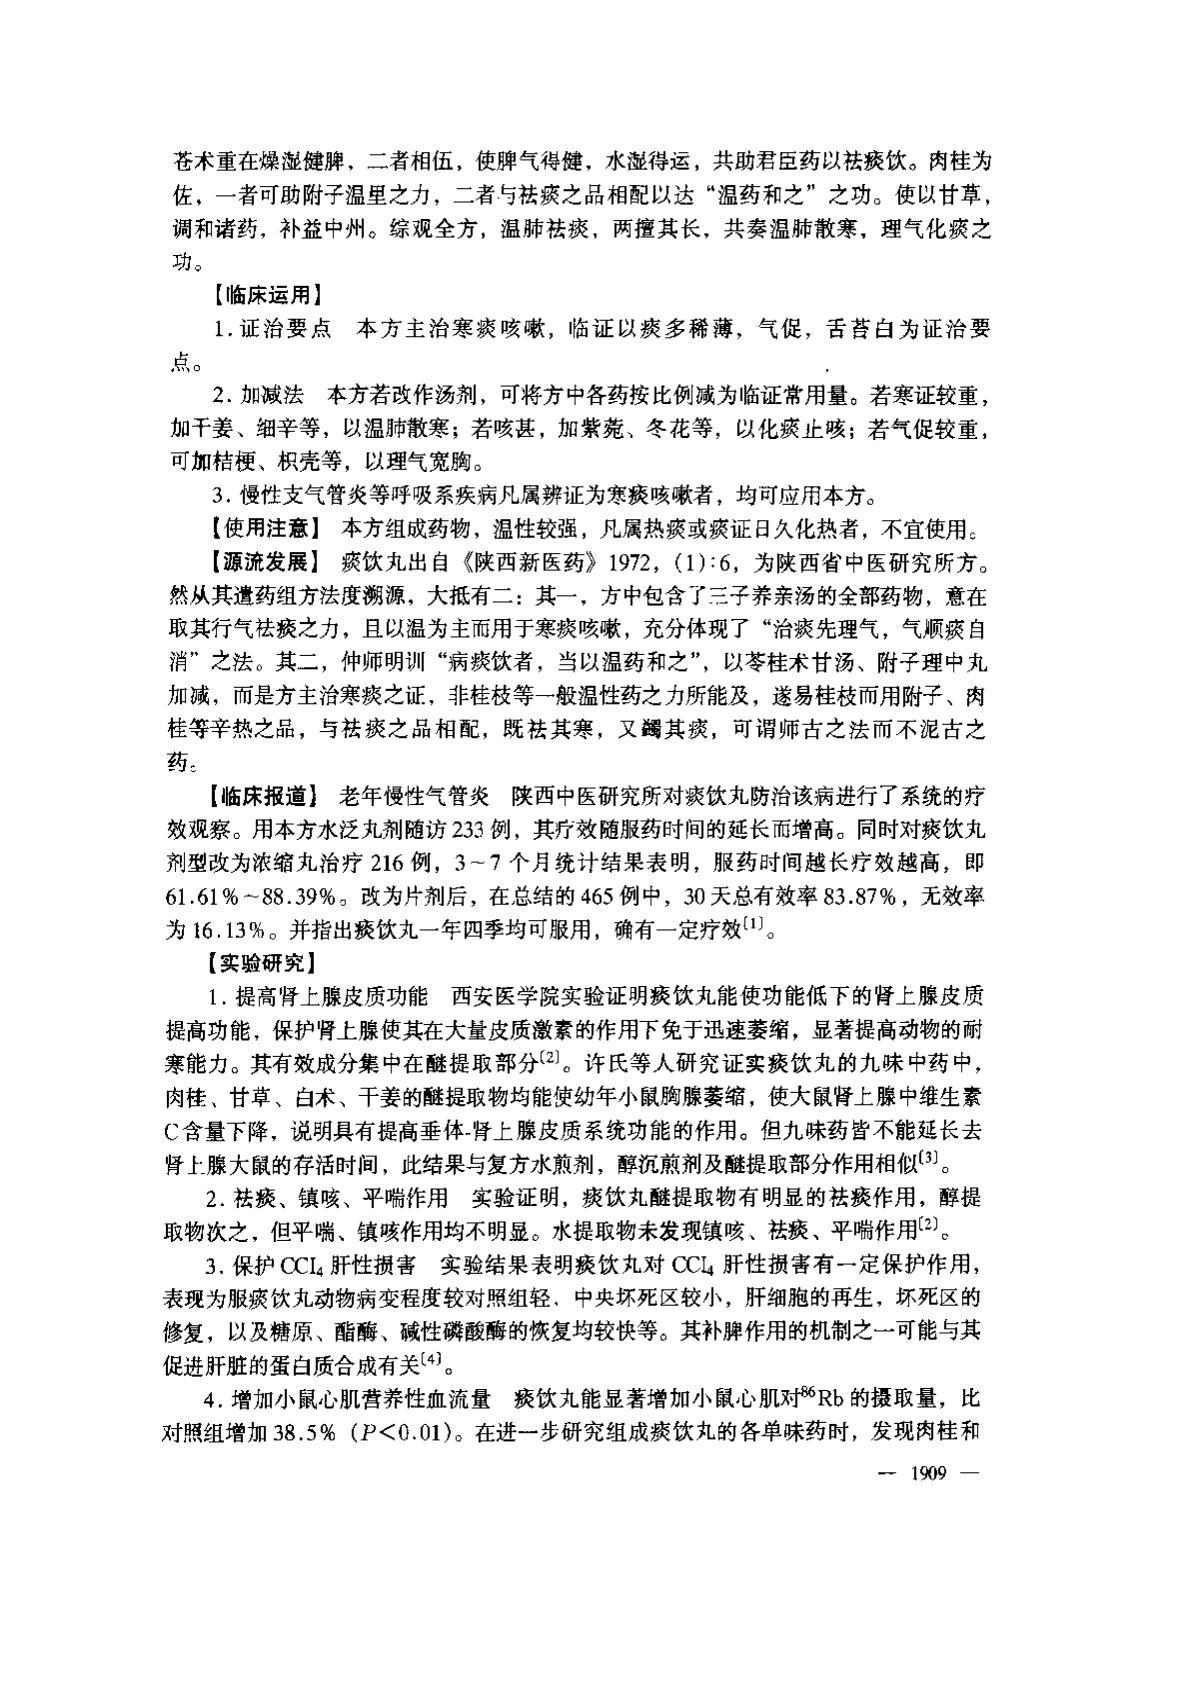 苍术重在燥湿健脾，二者相伍，使脾气得健，水湿得运，共助君臣药以祛痰饮。肉桂为
佐，一者可助附子温里之力，二者与祛痰之品相配以达“温药和之”之功。使以甘草，
调和诸药，补益中州。综观全方，温肺祛痰，两擅其长，共奏温肺散寒，理气化痰之
功。
【临床运用】
1. 证治要点　本方主治寒痰咳嗽，临证以痰多稀薄，气促，舌苔白为证治要
点。
2. 加减法　本方若改作汤剂，可将方中各药按比例减为临证常用量。若寒证较重，
加干姜、细辛等，以温肺散寒；若咳甚，加紫菀、冬花等，以化痰止咳；若气促较重，
可加桔梗、枳壳等，以理气宽胸。
3. 慢性支气管炎等呼吸系疾病凡属辨证为寒痰咳嗽者，均可应用本方。
【使用注意】　本方组成药物，温性较强，凡属热痰或痰证日久化热者，不宜使用。
【源流发展】　痰饮丸出自《陕西新医药》1972，(1):6，为陕西省中医研究所方。
然从其遣药组方法度溯源，大抵有二：其一，方中包含了三子养亲汤的全部药物，意在
取其行气祛痰之力，且以温为主而用于寒痰咳嗽，充分体现了“治痰先理气，气顺痰自
消”之法。其二，仲师明训“病痰饮者，当以温药和之”，以苓桂术甘汤、附子理中丸
加减，而是方主治寒痰之证，非桂枝等一般温性药之力所能及，遂易桂枝而用附子、肉
桂等辛热之品，与祛痰之品相配，既祛其寒，又蠲其痰，可谓师古之法而不泥古之
药。
【临床报道】　老年慢性气管炎　陕西中医研究所对痰饮丸防治该病进行了系统的疗
效观察。用本方水泛丸剂随访 233 例，其疗效随服药时间的延长而增高。同时对痰饮丸
剂型改为浓缩丸治疗 216 例，3～7 个月统计结果表明，服药时间越长疗效越高，即
61.61%～88.39%。改为片剂后，在总结的 465 例中，30 天总有效率 83.87%，无效率
为 16.13%。并指出痰饮丸一年四季均可服用，确有一定疗效〔1〕。
【实验研究】
1. 提高肾上腺皮质功能　西安医学院实验证明痰饮丸能使功能低下的肾上腺皮质
提高功能，保护肾上腺使其在大量皮质激素的作用下免于迅速萎缩，显著提高动物的耐
寒能力。其有效成分集中在醚提取部分〔2〕。许氏等人研究证实痰饮丸的九味中药中，
肉桂、甘草、白术、干姜的醚提取物均能使幼年小鼠胸腺萎缩，使大鼠肾上腺中维生素
C 含量下降，说明具有提高垂体-肾上腺皮质系统功能的作用。但九味药皆不能延长去
肾上腺大鼠的存活时间，此结果与复方水煎剂，醇沉煎剂及醚提取部分作用相似〔3〕。
2. 祛痰、镇咳、平喘作用　实验证明，痰饮丸醚提取物有明显的祛痰作用，醇提
取物次之，但平喘、镇咳作用均不明显。水提取物未发现镇咳、祛痰、平喘作用〔2〕。
3. 保护 CCl₄ 肝性损害　实验结果表明痰饮丸对 CCl₄ 肝性损害有一定保护作用，
表现为服痰饮丸动物病变程度较对照组轻．中央坏死区较小，肝细胞的再生，坏死区的
修复，以及糖原、酯酶、碱性磷酸酶的恢复均较快等。其补脾作用的机制之一可能与其
促进肝脏的蛋白质合成有关〔4〕。
4. 增加小鼠心肌营养性血流量　痰饮丸能显著增加小鼠心肌对⁸⁶Rb 的摄取量，比
对照组增加 38.5%（P＜0.01）。在进一步研究组成痰饮丸的各单味药时，发现肉桂和
— 1909 —